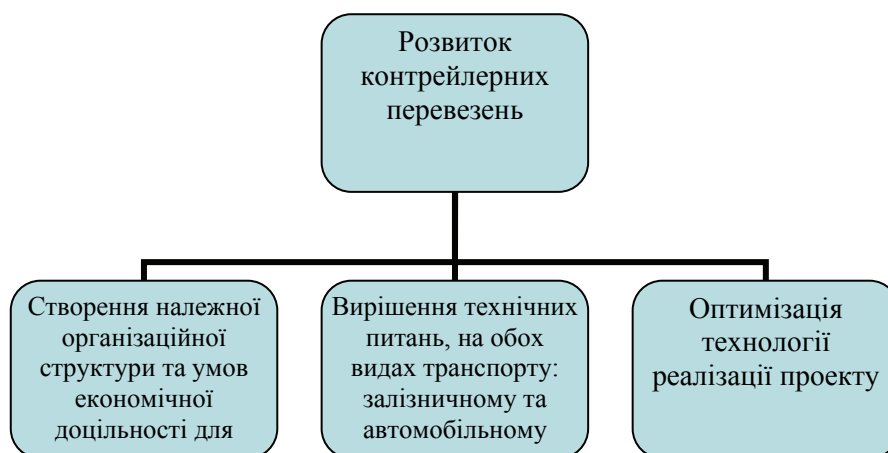 Розвиток
контрейлерних
перевезень
Створення належної
організаційної
структури та умов
економічної
доцільності для
Вирішення технічних
питань, на обох
видах транспорту:
залізничному та
автомобільному
Оптимізація
технології
реалізації проекту